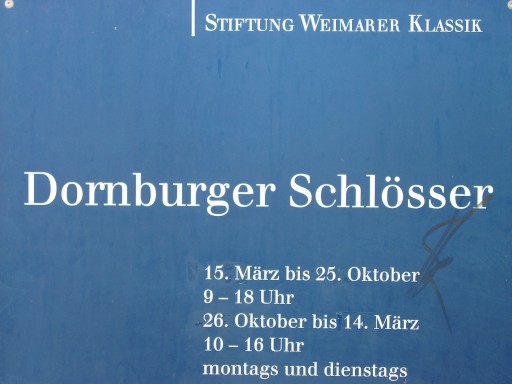 Stiftung Weimarer Klassik
Dornburger Schlösser
15. März bis 25. Oktober
9 – 18 Uhr
26. Oktober bis 14. März
10 – 16 Uhr
montags und dienstags